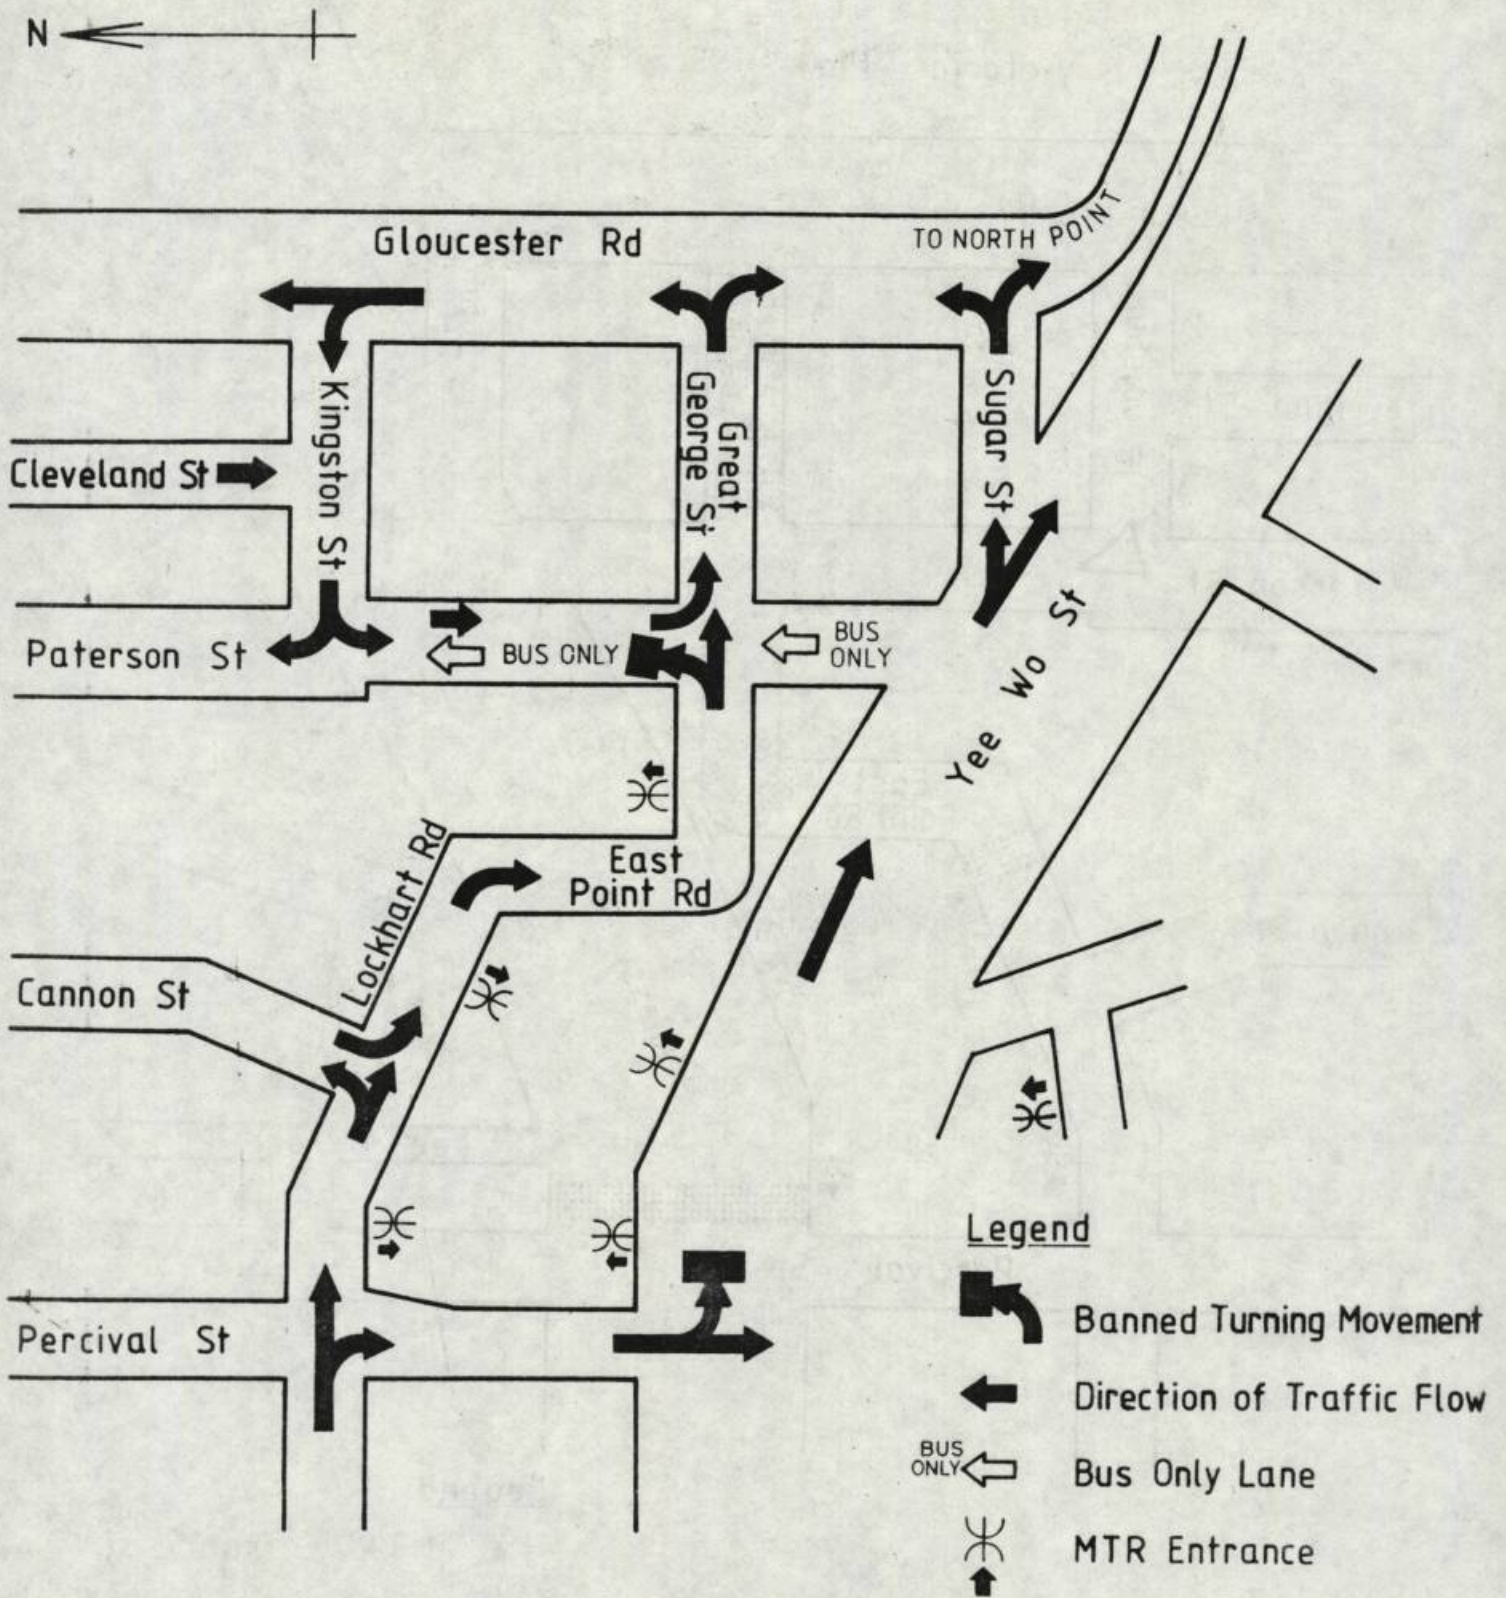 N
Gloucester Rd
TO NORTH POINT
Kingston St
Great
George St
Sugar St
Cleveland St
Paterson St
BUS ONLY
BUS
ONLY
Yee Wo St
Lockhart Rd
East
Point Rd
Cannon St
Percival St
Legend
Banned Turning Movement
Direction of Traffic Flow
BUS
ONLY
Bus Only Lane
MTR Entrance